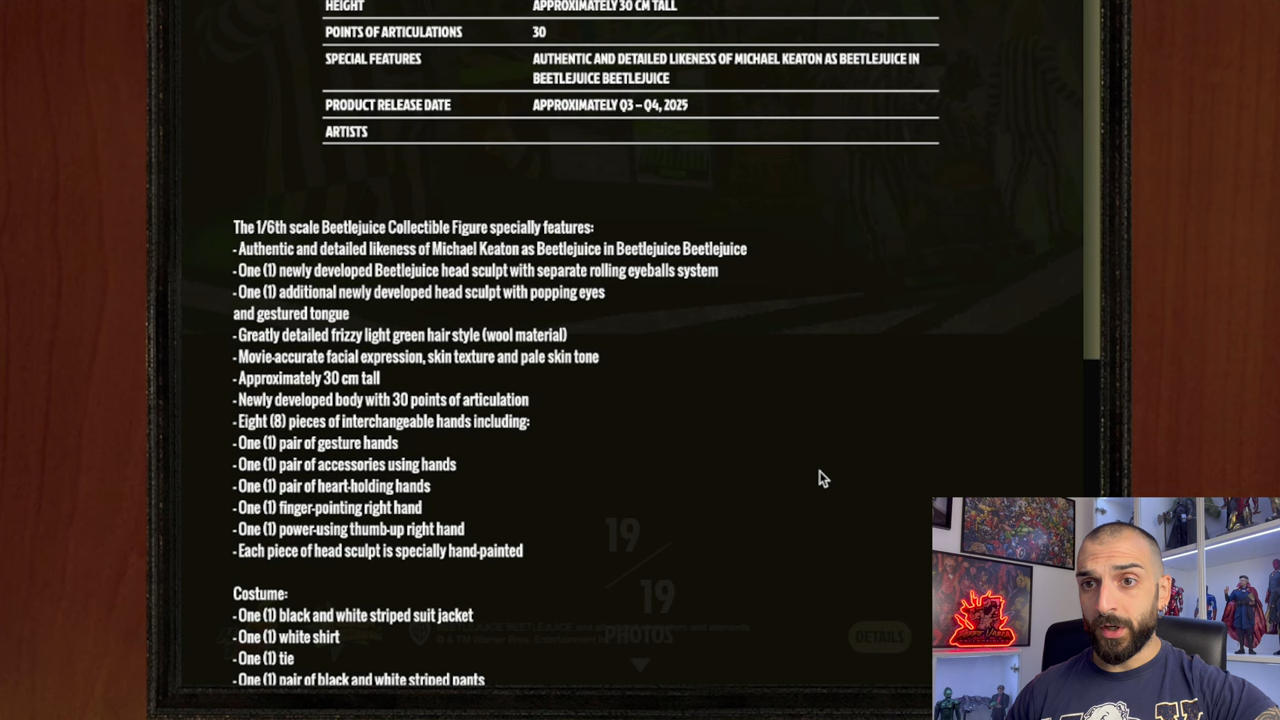 HEIGHT APPROXIMATELY 30 CM TALL
POINTS OF ARTICULATIONS 30
SPECIAL FEATURES AUTHENTIC AND DETAILED LIKENESS OF MICHAEL KEATON AS BEETLEJUICE IN
BEETLEJUICE BEETLEJUICE
PRODUCT RELEASE DATE APPROXIMATELY Q3 – Q4, 2025
ARTISTS
The 1/6th scale Beetlejuice Collectible Figure specially features:
- Authentic and detailed likeness of Michael Keaton as Beetlejuice in Beetlejuice Beetlejuice
- One (1) newly developed Beetlejuice head sculpt with separate rolling eyeballs system
- One (1) additional newly developed head sculpt with popping eyes
and gestured tongue
- Greatly detailed frizzy light green hair style (wool material)
- Movie-accurate facial expression, skin texture and pale skin tone
- Approximately 30 cm tall
- Newly developed body with 30 points of articulation
- Eight (8) pieces of interchangeable hands including:
- One (1) pair of gesture hands
- One (1) pair of accessories using hands
- One (1) pair of heart-holding hands
- One (1) finger-pointing right hand
- One (1) power-using thumb-up right hand
- Each piece of head sculpt is specially hand-painted
19
19
Costume:
- One (1) black and white striped suit jacket
- One (1) white shirt
PHOTOS
DETAILS
- One (1) tie
- One (1) pair of black and white striped pants